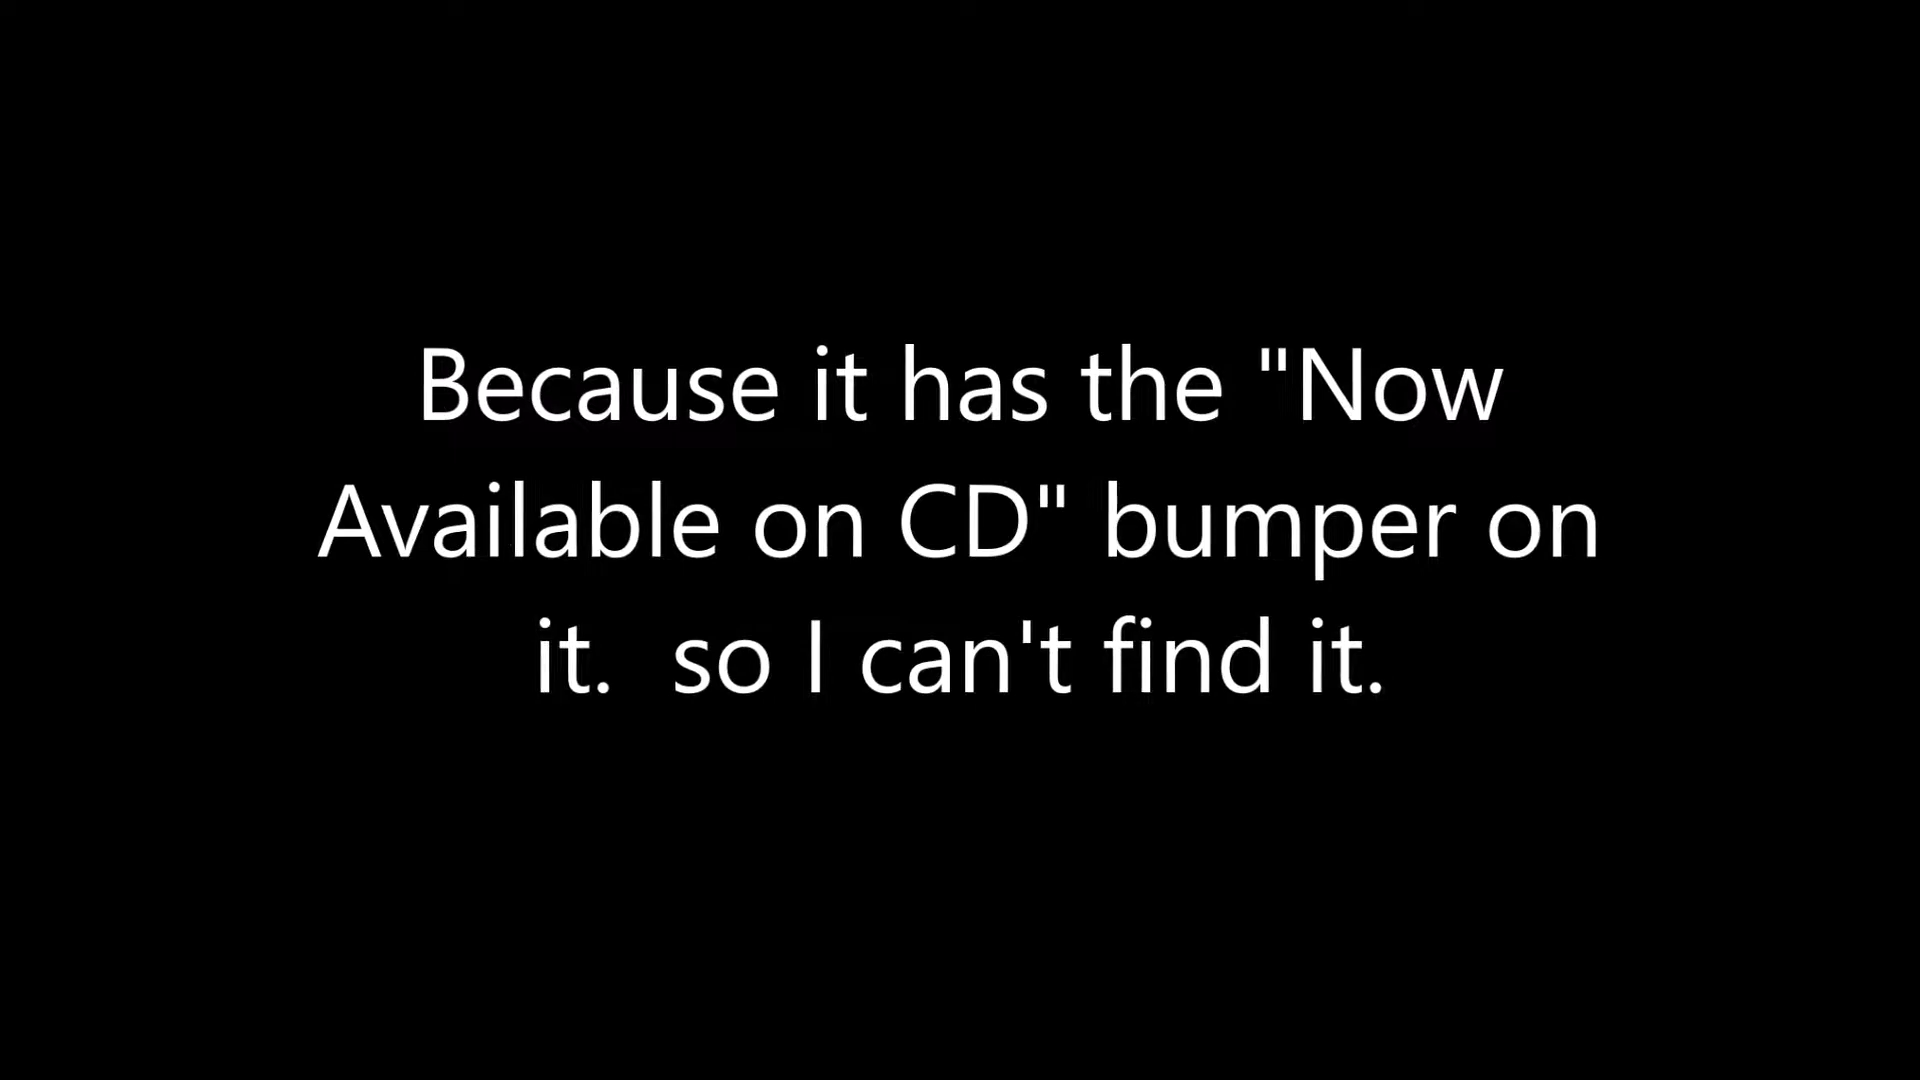 Because it has the "Now
Available on CD" bumper on
it.  so I can't find it.